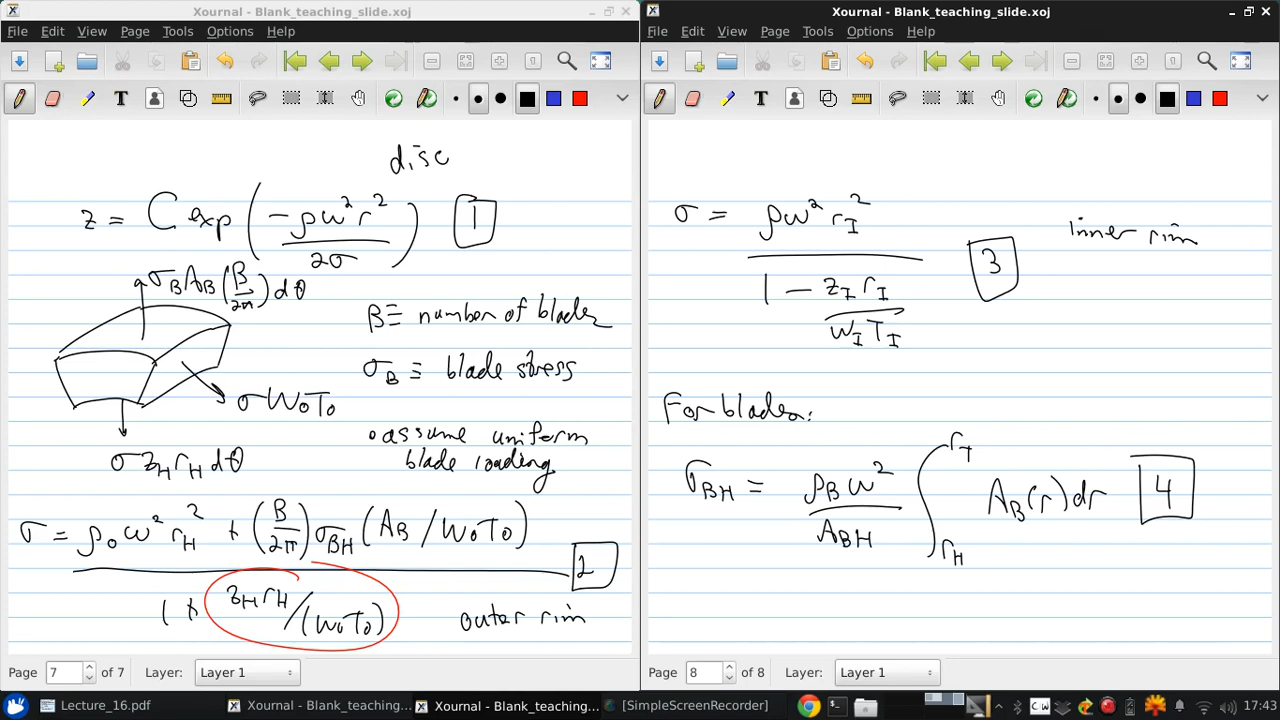 Xournal - Blank_teaching_slide.xoj
File Edit View Page Tools Options Help
disc
z = C exp(-ρω²r²/2σ) [1]
σ_B A_B (B/2π) dθ
B ≡ number of blades
σ_B ≡ blade stress
σ W₀T₀
• assume uniform
blade loading
σ z_H r_H dθ
σ = (ρ₀ω²r_H² + (B/2π) σ_BH (A_B/W₀T₀)) / (1 + z_H r_H/(W₀T₀)) [2]
outer rim
Page 7 of 7 Layer: Layer 1
Xournal - Blank_teaching_slide.xoj
File Edit View Page Tools Options Help
σ = ρω²r_I² / (1 - z_I r_I/(W_I T_I)) [3]
inner rim
For blades:
σ_BH = (ρ_B ω²/A_BH) ∫_{r_H}^{r_T} A_B(r) dr [4]
Page 8 of 8 Layer: Layer 1
Lecture_16.pdf Xournal - Blank_teaching... Xournal - Blank_teaching... [SimpleScreenRecorder] 17:43